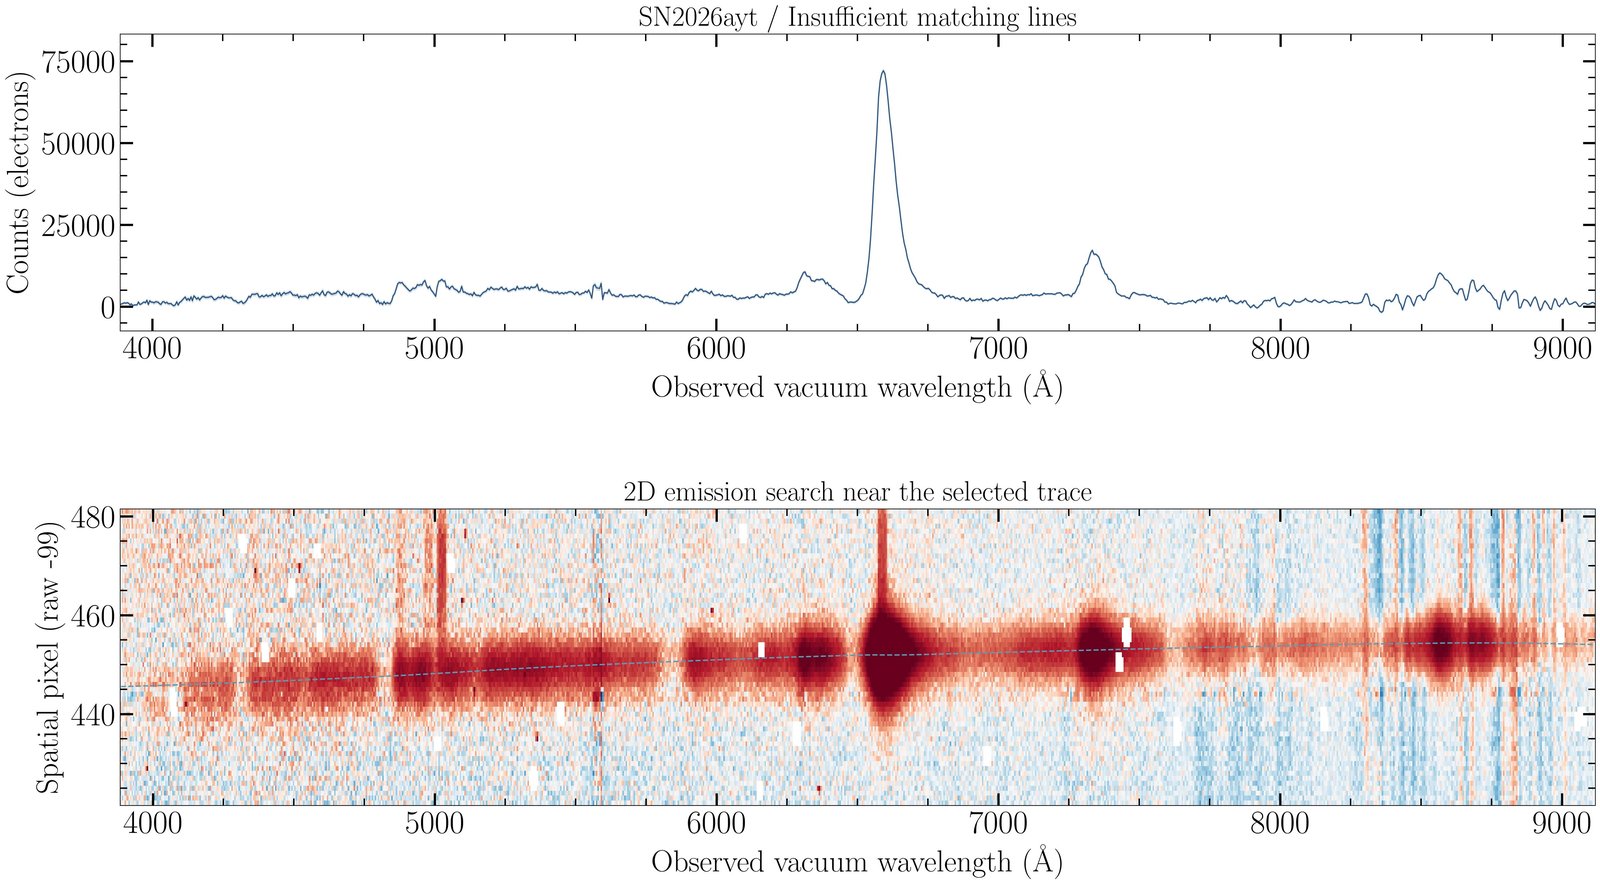 SN2026ayt / Insufficient matching lines
75000
50000
25000
0
Counts (electrons)
4000 5000 6000 7000 8000 9000
Observed vacuum wavelength (Å)
2D emission search near the selected trace
480
460
440
Spatial pixel (raw -99)
4000 5000 6000 7000 8000 9000
Observed vacuum wavelength (Å)